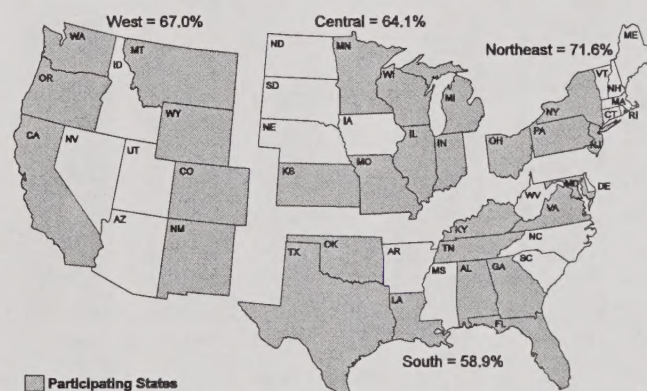 West = 67.0%
Central = 64.1%
Northeast = 71.6%
WA
MT
ND
MN
ME
OR
ID
SD
WI
VT
NH
WY
MI
NY
MA
CT
RI
CA
NV
UT
NE
IA
IL
IN
OH
PA
NJ
CO
KS
MO
MD
DE
WV
VA
KY
AZ
NM
OK
TN
NC
TX
AR
SC
MS
AL
GA
LA
FL
South = 58.9%
Participating States